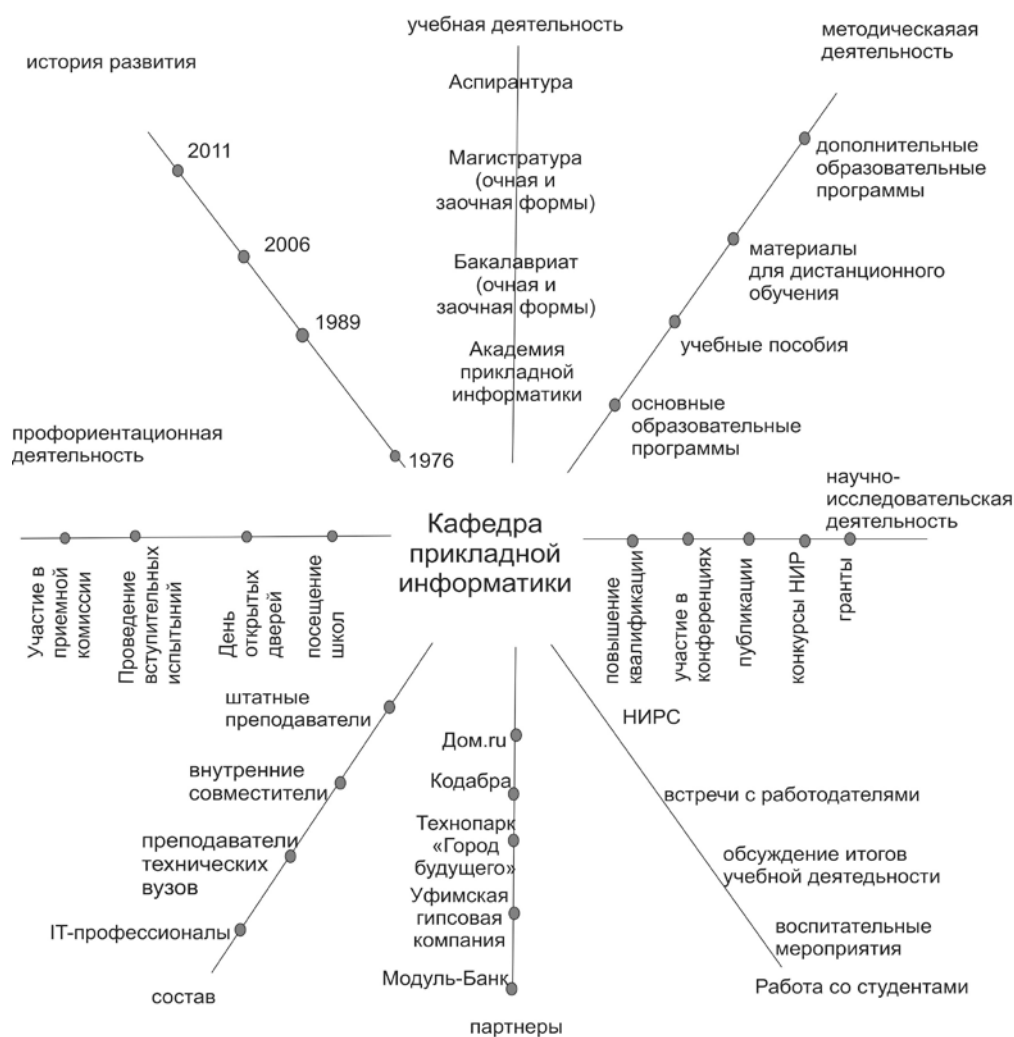 учебная деятельность
методическаяая
деятельность
история развития
Аспирантура
2011
дополнительные
образовательные
программы
Магистратура
(очная и
заочная формы)
2006
материалы
для дистанционного
обучения
Бакалавриат
(очная и
заочная формы)
1989
учебные пособия
Академия
прикладной
информатики
основные
образовательные
программы
профориентационная
деятельность
1976
научно-
исследовательская
деятельность
Кафедра
прикладной
информатики
Участие в
приемной
комиссии
Проведение
вступительных
испытыний
День
открытых
дверей
посещение
школ
повышение
квалификации
участие в
конференциях
публикации
конкурсы НИР
гранты
штатные
преподаватели
внутренние
совместители
преподаватели
технических
вузов
IT-профессионалы
состав
Дом.ru
Кодабра
Технопарк
«Город
будущего»
Уфимская
гипсовая
компания
Модуль-Банк
партнеры
НИРС
встречи с работодателями
обсуждение итогов
учебной деятедьности
воспитательные
мероприятия
Работа со студентами